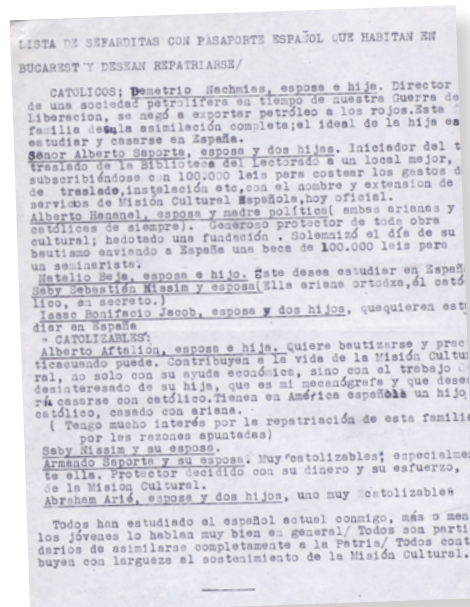 LISTA DE SEFARDITAS CON PASAPORTE ESPAÑOL QUE HABITAN EN
BUCAREST Y DESEAN REPATRIARSE/
CATOLICOS; Demetrio Nachmias, esposa e hija. Director
de una sociedad petrolifera en tiempo de nuestra Guerra de
Liberacion, se negó a exportar petróleo a los rojos.Esta
familia desea la asimilación completa;el ideal de la hija es
estudiar y casarse en España.
Señor Alberto Saporta, esposa y dos hijas. Iniciador del t
traslado de la Biblioteca del Lectorado a un local mejor,
subscribiéndose con 100.000 leis para costear los gastos d
de traslado,instalación etc,con el nombre y extension de
servicios de Misión Cultural Española,hoy oficial.
Alberto Hananel, esposa y madre política( ambas arianas y
católicas de siempre). Generoso protector de toda obra
cultural; hadotado una fundación . Solemnizó el día de su
bautismo enviando a España una beca de 100.000 leis para
un seminarista.
Natalio Beja, esposa e hijo. Éste desea estudiar en Españ
Saby Sebastián Nissim y esposa(Ella ariana ortodxa,él cató
lico, en secreto.)
Isaac Bonifacio Jacob, esposa y dos hijos, quequieren est
diar en España
" CATOLIZABLES:
Alberto Aftalión, esposa e hija. Quiere bautizarse y prac
ticacuando puede. Contribuyen a la vida de la Misión Cultu
ral, no solo con su ayuda económica, sino con el trabajo
desinteresado de su hija, que es mi mecanógrafa y que dese
ra casarse con católico.Tienen en América española un hijo
católico, casado con ariana.
( Tengo mucho interés por la repatriación de esta famili
por las razones apuntadas)
Saby Nissim y su esposa.
Armando Saporta y su esposa. Muy "catolizables; especialme
te ella. Protector decidido con su dinero y su esfuerzo,
de la Mision Cultural.
Abraham Arié, esposa y dos hijos, uno muy "catolizable"
Todos han estudiado el español actual conmigo, más o men
los jóvenes lo hablan muy bien en general/ Todos son parti
darios de asimilarse completamente a la Patria/ Todos cont
buyen con largueza al sostenimiento de la Misión Cultural.